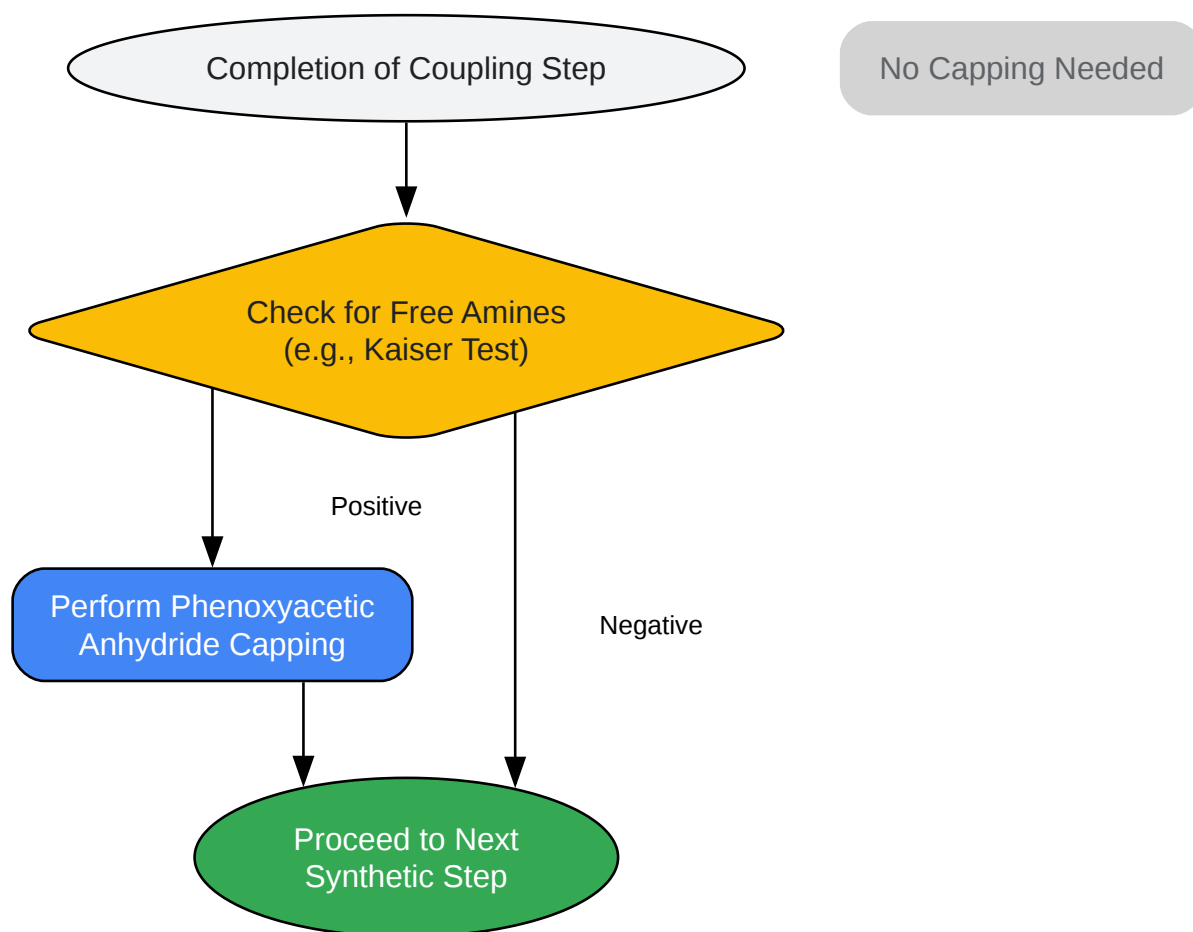 Completion of Coupling Step
No Capping Needed
Check for Free Amines
(e.g., Kaiser Test)
Positive
Perform Phenoxyacetic
Anhydride Capping
Negative
Proceed to Next
Synthetic Step